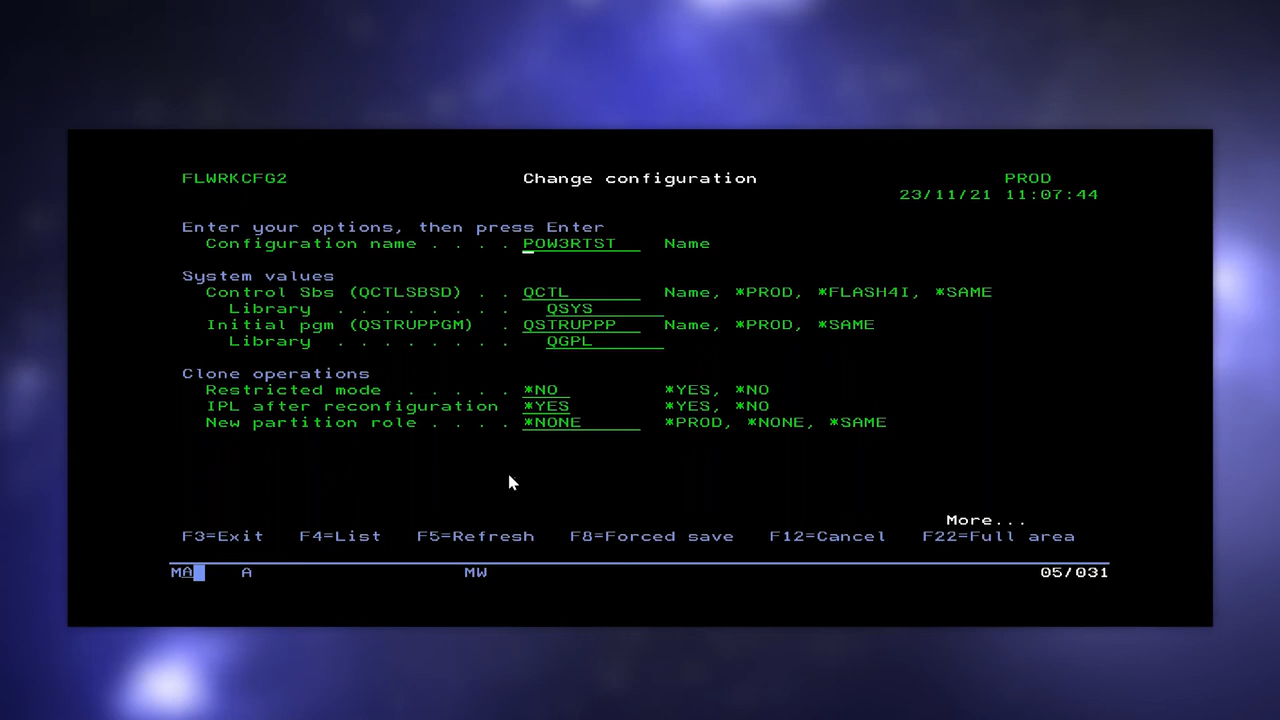 FLWRKCFG2 Change configuration PROD
23/11/21 11:07:44
Enter your options, then press Enter
Configuration name . . . . POW3RTST Name
System values
Control Sbs (QCTLSBSD) . . QCTL Name, *PROD, *FLASH4I, *SAME
Library . . . . . . . . QSYS
Initial pgm (QSTRUPPGM) . QSTRUPPP Name, *PROD, *SAME
Library . . . . . . . . QGPL
Clone operations
Restricted mode . . . . . *NO *YES, *NO
IPL after reconfiguration *YES *YES, *NO
New partition role . . . . *NONE *PROD, *NONE, *SAME
More...
F3=Exit F4=List F5=Refresh F8=Forced save F12=Cancel F22=Full area
MA A MW 05/031